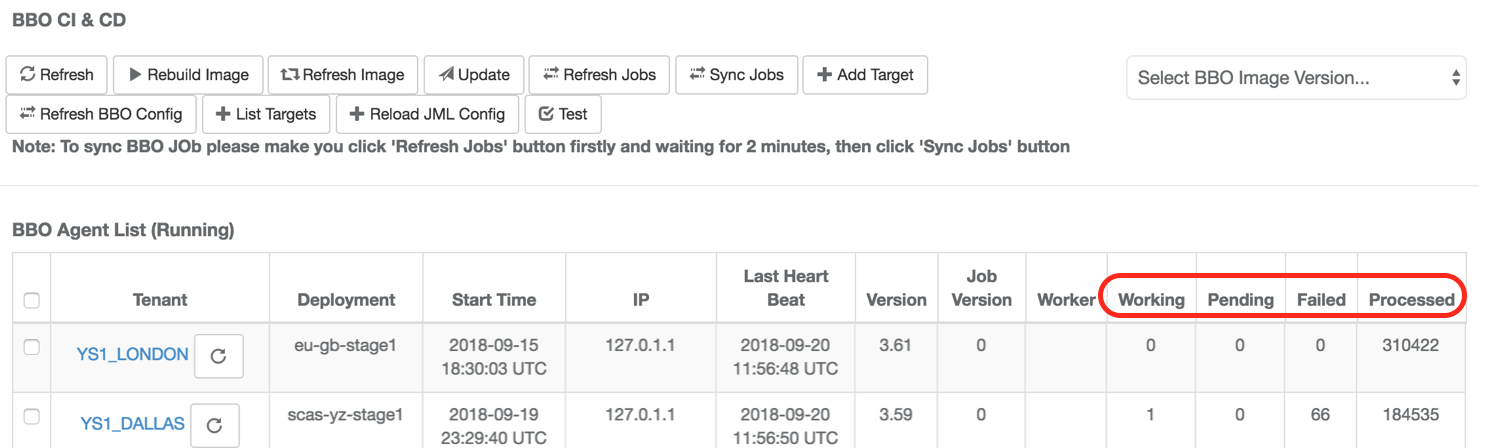 BBO CI & CD
Refresh Rebuild Image Refresh Image Update Refresh Jobs Sync Jobs Add Target Select BBO Image Version...
Refresh BBO Config List Targets Reload JML Config Test
Note: To sync BBO JOb please make you click 'Refresh Jobs' button firstly and waiting for 2 minutes, then click 'Sync Jobs' button
BBO Agent List (Running)
Tenant Deployment Start Time IP Last Heart Beat Version Job Version Worker Working Pending Failed Processed
YS1_LONDON eu-gb-stage1 2018-09-15 18:30:03 UTC 127.0.1.1 2018-09-20 11:56:48 UTC 3.61 0 0 0 0 310422
YS1_DALLAS scas-yz-stage1 2018-09-19 23:29:40 UTC 127.0.1.1 2018-09-20 11:56:50 UTC 3.59 0 1 0 66 184535